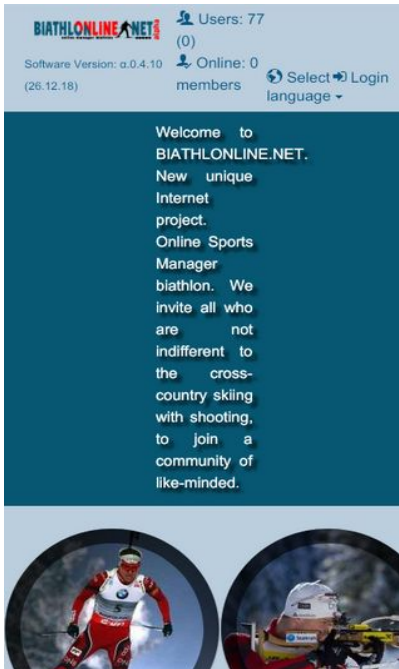 BIATHLONLINE.NET
Software Version: α.0.4.10
(26.12.18)
Users: 77
(0)
Online: 0
members
Select
language
Login
Welcome to
BIATHLONLINE.NET.
New unique
Internet
project.
Online Sports
Manager
biathlon. We
invite all who
are not
indifferent to
the cross-
country skiing
with shooting,
to join a
community of
like-minded.
5